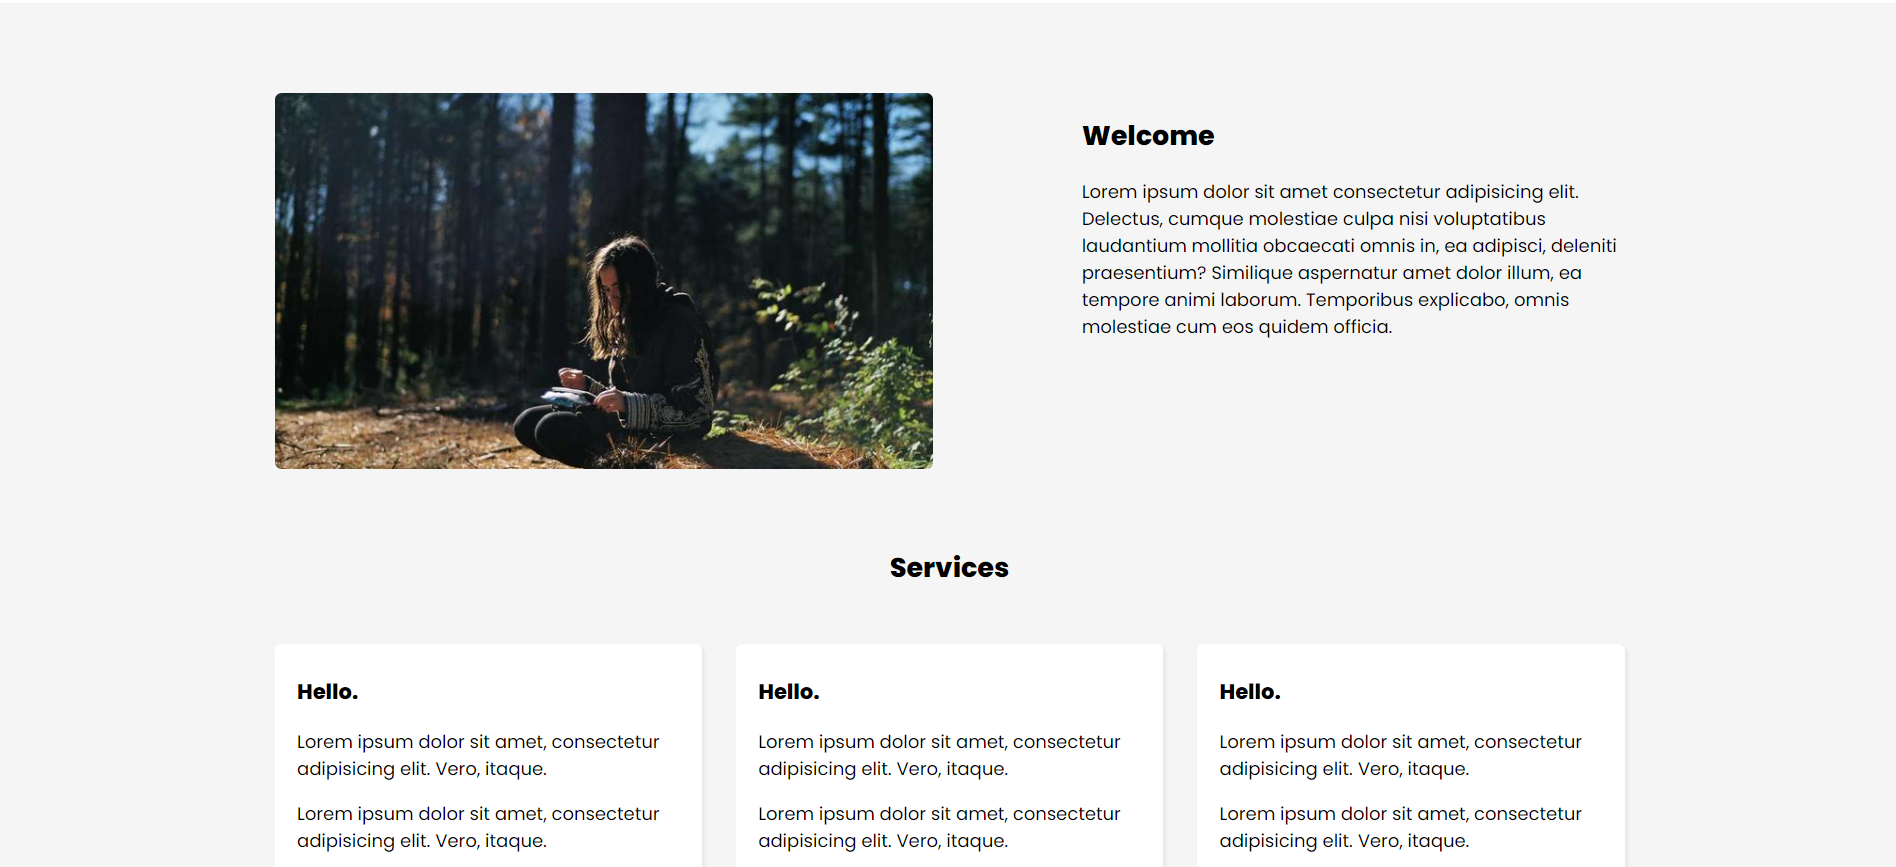 Welcome
Lorem ipsum dolor sit amet consectetur adipisicing elit.
Delectus, cumque molestiae culpa nisi voluptatibus
laudantium mollitia obcaecati omnis in, ea adipisci, deleniti
praesentium? Similique aspernatur amet dolor illum, ea
tempore animi laborum. Temporibus explicabo, omnis
molestiae cum eos quidem officia.
Services
Hello.
Lorem ipsum dolor sit amet, consectetur
adipisicing elit. Vero, itaque.
Lorem ipsum dolor sit amet, consectetur
adipisicing elit. Vero, itaque.
Hello.
Lorem ipsum dolor sit amet, consectetur
adipisicing elit. Vero, itaque.
Lorem ipsum dolor sit amet, consectetur
adipisicing elit. Vero, itaque.
Hello.
Lorem ipsum dolor sit amet, consectetur
adipisicing elit. Vero, itaque.
Lorem ipsum dolor sit amet, consectetur
adipisicing elit. Vero, itaque.